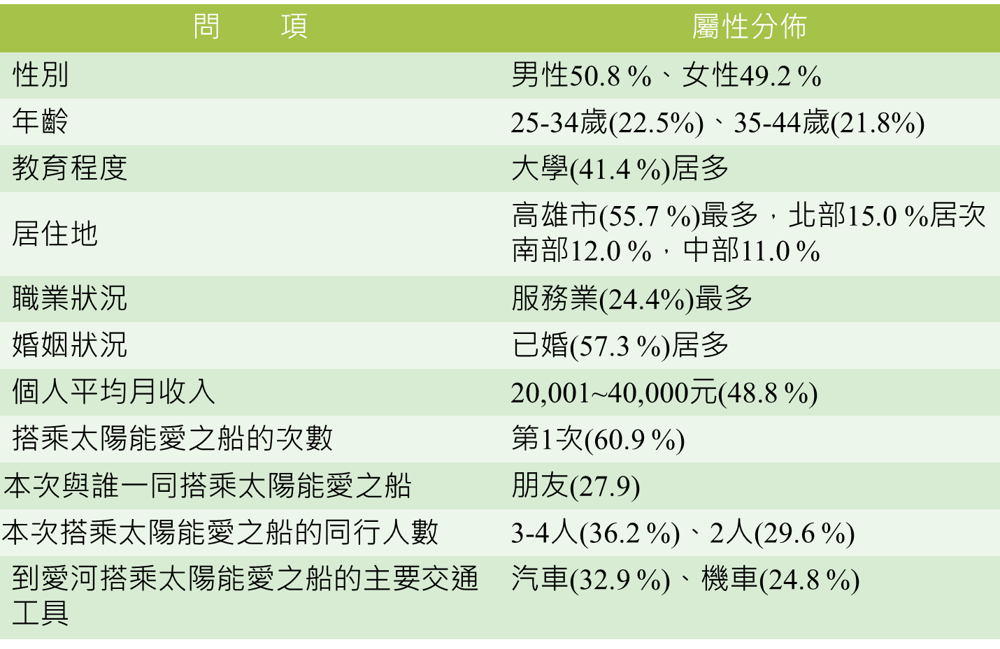 問 項 屬性分佈
性別 男性50.8 %、女性49.2 %
年齡 25-34歲(22.5%)、35-44歲(21.8%)
教育程度 大學(41.4 %)居多
居住地 高雄市(55.7 %)最多，北部15.0 %居次
南部12.0 %，中部11.0 %
職業狀況 服務業(24.4%)最多
婚姻狀況 已婚(57.3 %)居多
個人平均月收入 20,001~40,000元(48.8 %)
搭乘太陽能愛之船的次數 第1次(60.9 %)
本次與誰一同搭乘太陽能愛之船 朋友(27.9)
本次搭乘太陽能愛之船的同行人數 3-4人(36.2 %)、2人(29.6 %)
到愛河搭乘太陽能愛之船的主要交通 汽車(32.9 %)、機車(24.8 %)
工具